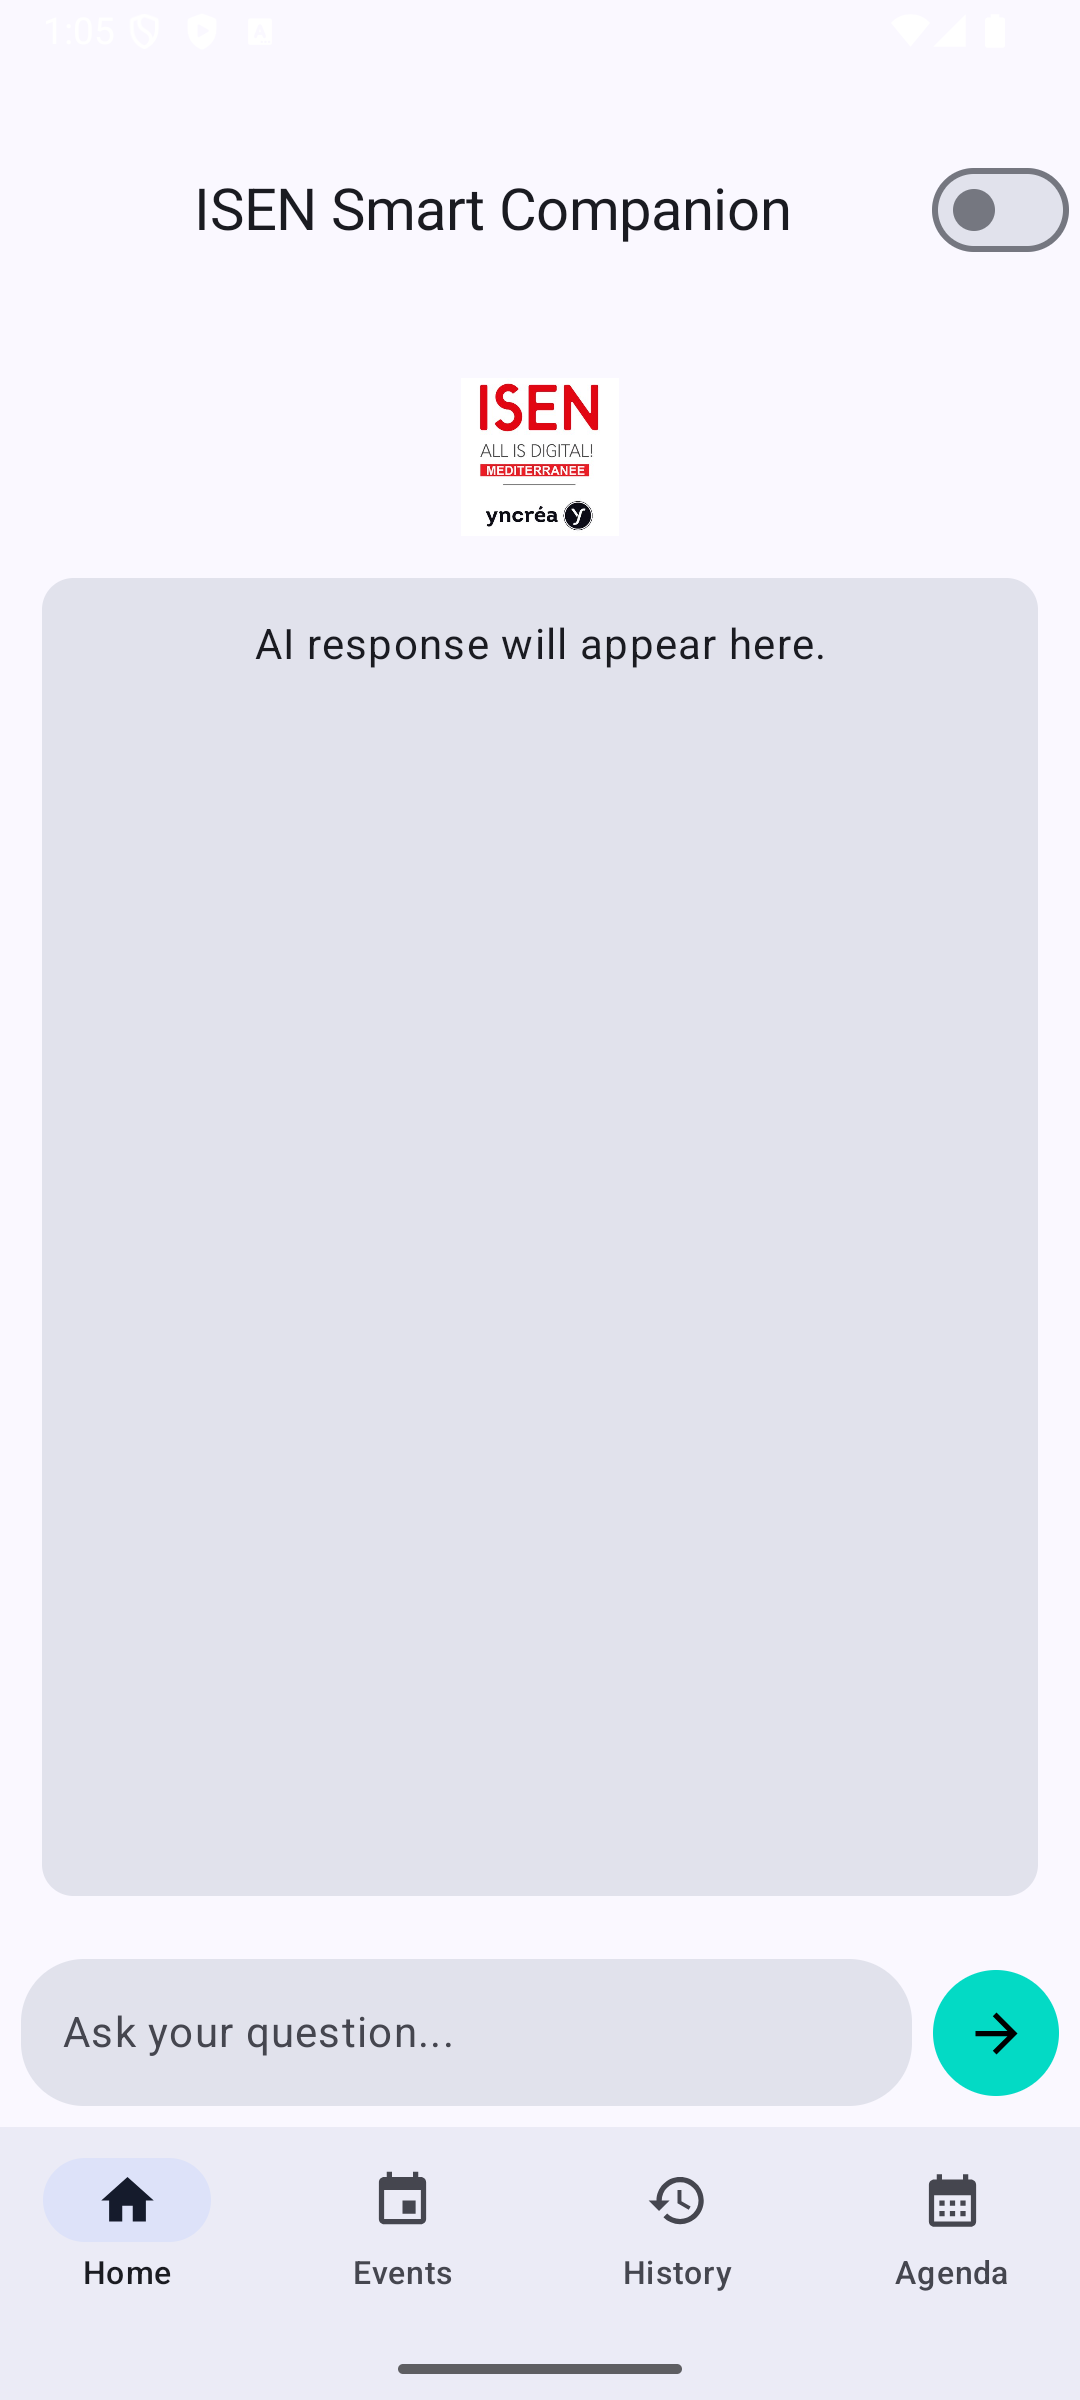 1:05
ISEN Smart Companion
ISEN
ALL IS DIGITAL!
MEDITERRANEE
yncréa
AI response will appear here.
Ask your question...
Home Events History Agenda